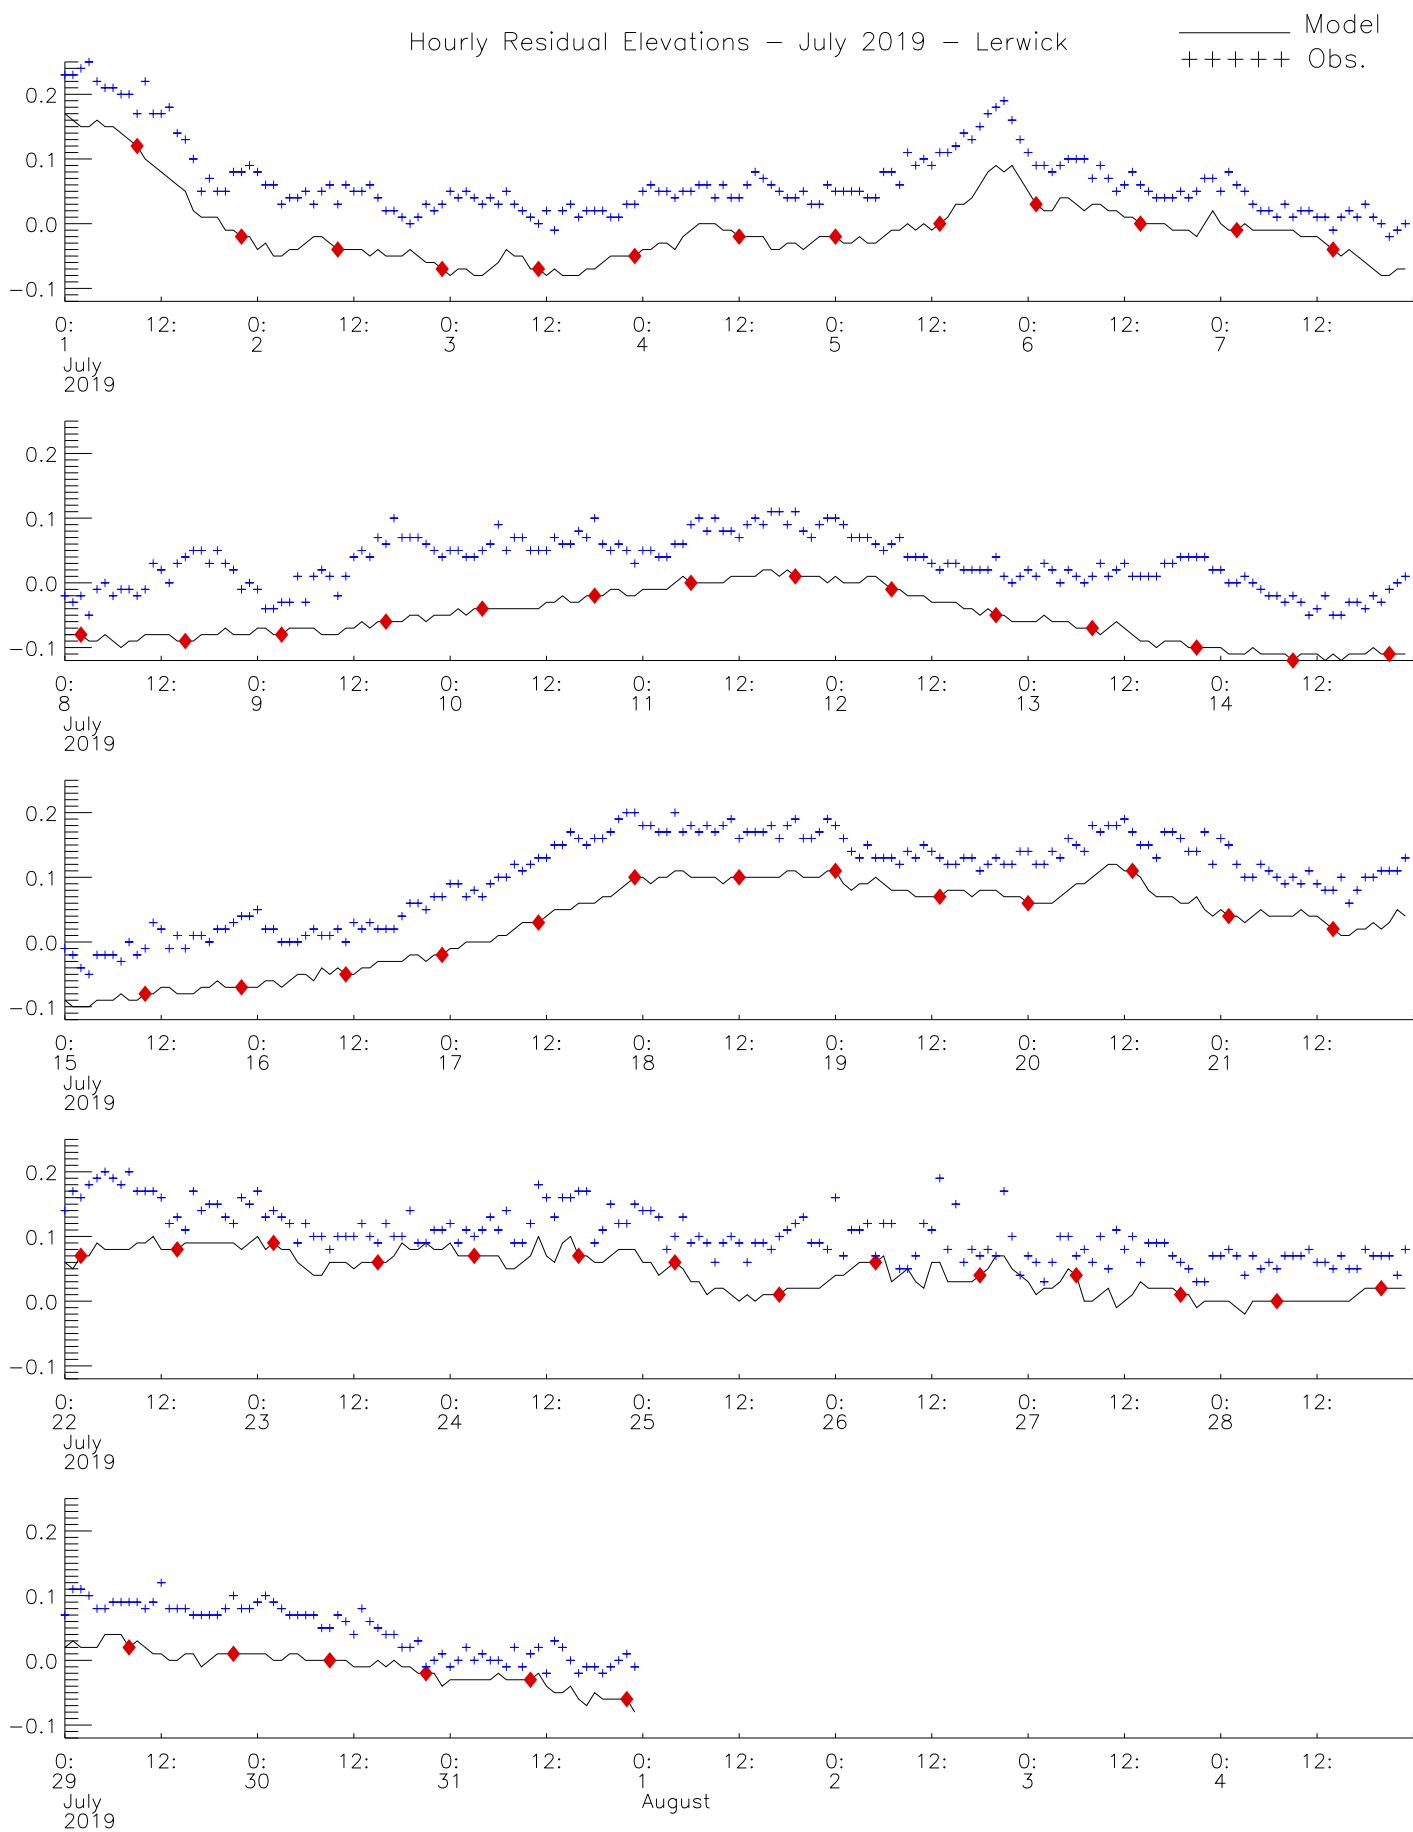 Hourly Residual Elevations – July 2019 – Lerwick
Model
+++++ Obs.
0.2
0.1
0.0
−0.1
0: 12: 0: 12: 0: 12: 0: 12: 0: 12: 0: 12: 0: 12:
1 2 3 4 5 6 7
July
2019
0.2
0.1
0.0
−0.1
0: 12: 0: 12: 0: 12: 0: 12: 0: 12: 0: 12: 0: 12:
8 9 10 11 12 13 14
July
2019
0.2
0.1
0.0
−0.1
0: 12: 0: 12: 0: 12: 0: 12: 0: 12: 0: 12: 0: 12:
15 16 17 18 19 20 21
July
2019
0.2
0.1
0.0
−0.1
0: 12: 0: 12: 0: 12: 0: 12: 0: 12: 0: 12: 0: 12:
22 23 24 25 26 27 28
July
2019
0.2
0.1
0.0
−0.1
0: 12: 0: 12: 0: 12: 0: 12: 0: 12: 0: 12: 0: 12:
29 30 31 1 2 3 4
July August
2019